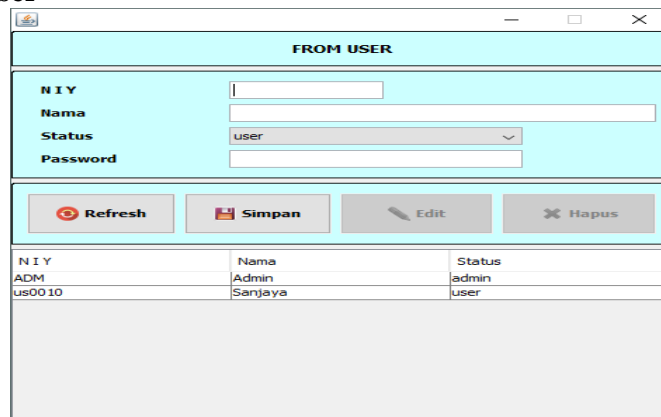 FROM USER
N I Y
Nama
Status user
Password
Refresh Simpan Edit Hapus
N I Y Nama Status
ADM Admin admin
us0010 Sanjaya user